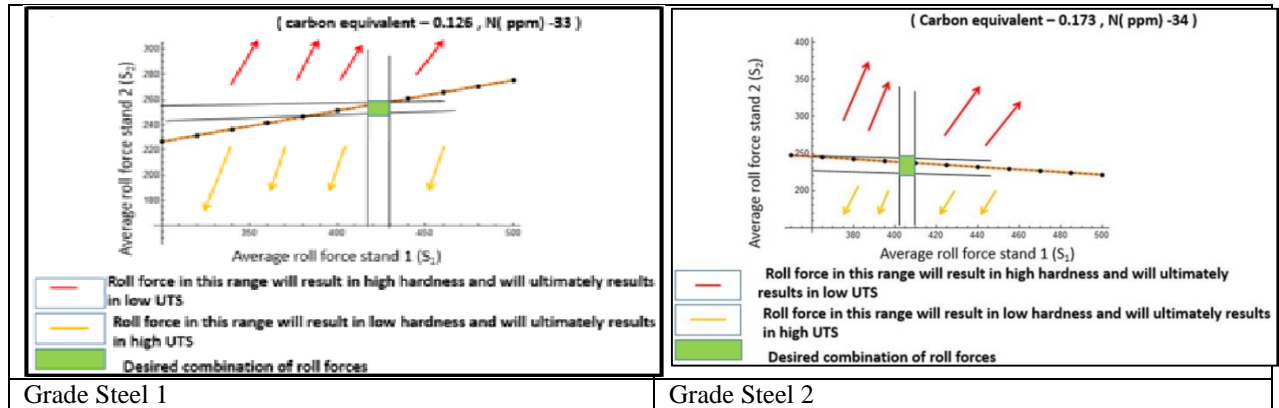 ( carbon equivalent – 0.126 , N( ppm) -33 )
300
280
260
240
220
200
180
Average roll force stand 2 (S₂)
350
400
450
500
Average roll force stand 1 (S₁)
Roll force in this range will result in high hardness and will ultimately results
in low UTS
Roll force in this range will result in low hardness and will ultimately results
in high UTS
Desired combination of roll forces
Grade Steel 1
( Carbon equivalent – 0.173 , N( ppm) -34 )
400
350
300
250
200
Average roll force stand 2 (S₂)
380
400
420
440
460
480
500
Average roll force stand 1 (S₁)
Roll force in this range will result in high hardness and will ultimately
results in low UTS
Roll force in this range will result in low hardness and will ultimately results
in high UTS
Desired combination of roll forces
Grade Steel 2